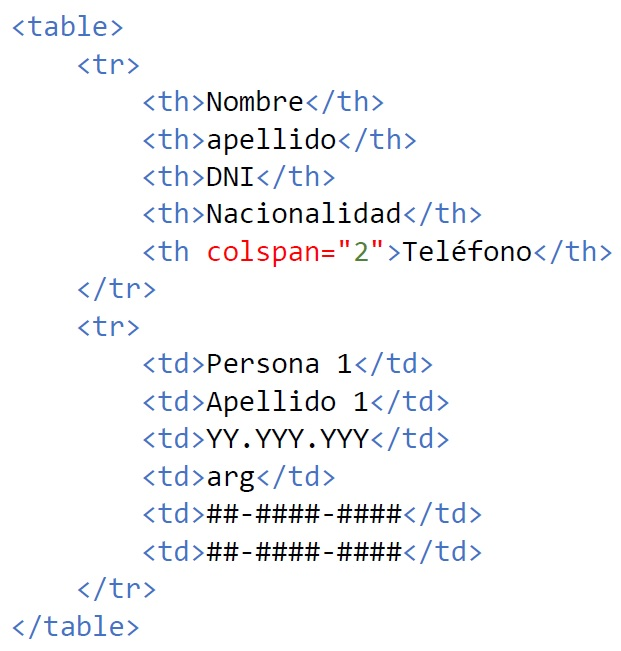 <table>
    <tr>
        <th>Nombre</th>
        <th>apellido</th>
        <th>DNI</th>
        <th>Nacionalidad</th>
        <th colspan="2">Teléfono</th>
    </tr>
    <tr>
        <td>Persona 1</td>
        <td>Apellido 1</td>
        <td>YY.YYY.YYY</td>
        <td>arg</td>
        <td>##-####-####</td>
        <td>##-####-####</td>
    </tr>
</table>